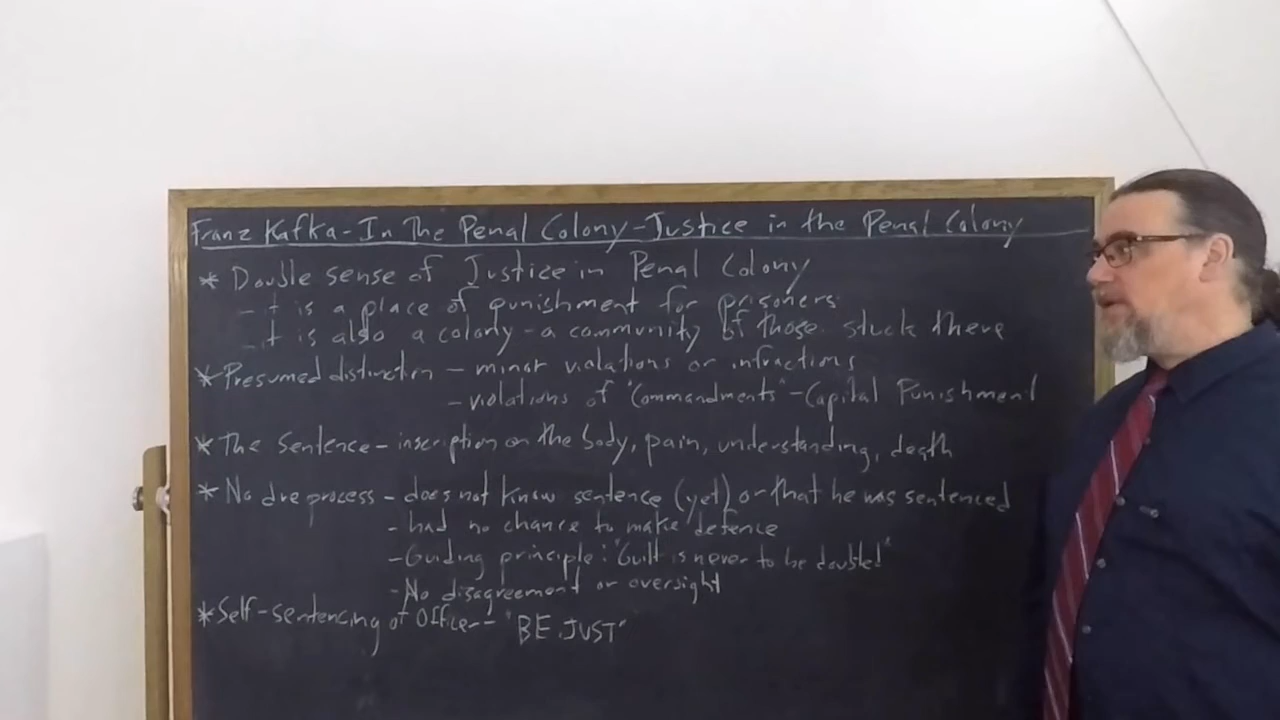 Franz Kafka - In The Penal Colony - Justice in the Penal Colony
* Double sense of Justice in Penal Colony
- it is a place of punishment for prisoners
- it is also a colony - a community of those stuck there
* Presumed distinction - minor violations or infractions
- violations of "Commandments" - Capital Punishment
* The Sentence - inscription on the body, pain, understanding, death
* No due process - does not know sentence (yet) or that he was sentenced
- had no chance to make defence
- Guiding principle: "Guilt is never to be doubted"
- No disagreement or oversight
* Self-sentencing of Officer - "BE JUST"